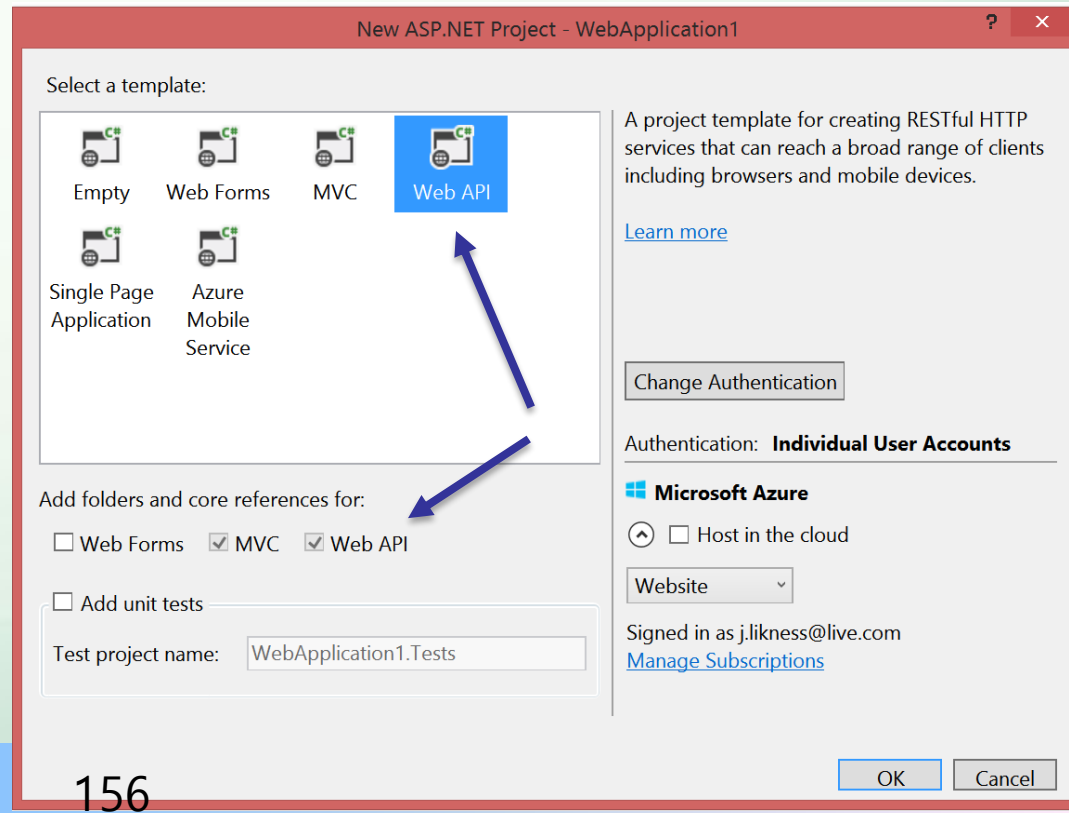 New ASP.NET Project - WebApplication1
?
Select a template:
C#
C#
C#
C#
Empty
Web Forms
MVC
Web API
C#
C#
Single Page
Application
Azure
Mobile
Service
A project template for creating RESTful HTTP
services that can reach a broad range of clients
including browsers and mobile devices.
Learn more
Change Authentication
Authentication: Individual User Accounts
Add folders and core references for:
Web Forms
MVC
Web API
Add unit tests
Test project name:
WebApplication1.Tests
Microsoft Azure
Host in the cloud
Website
Signed in as j.likness@live.com
Manage Subscriptions
OK
Cancel
156